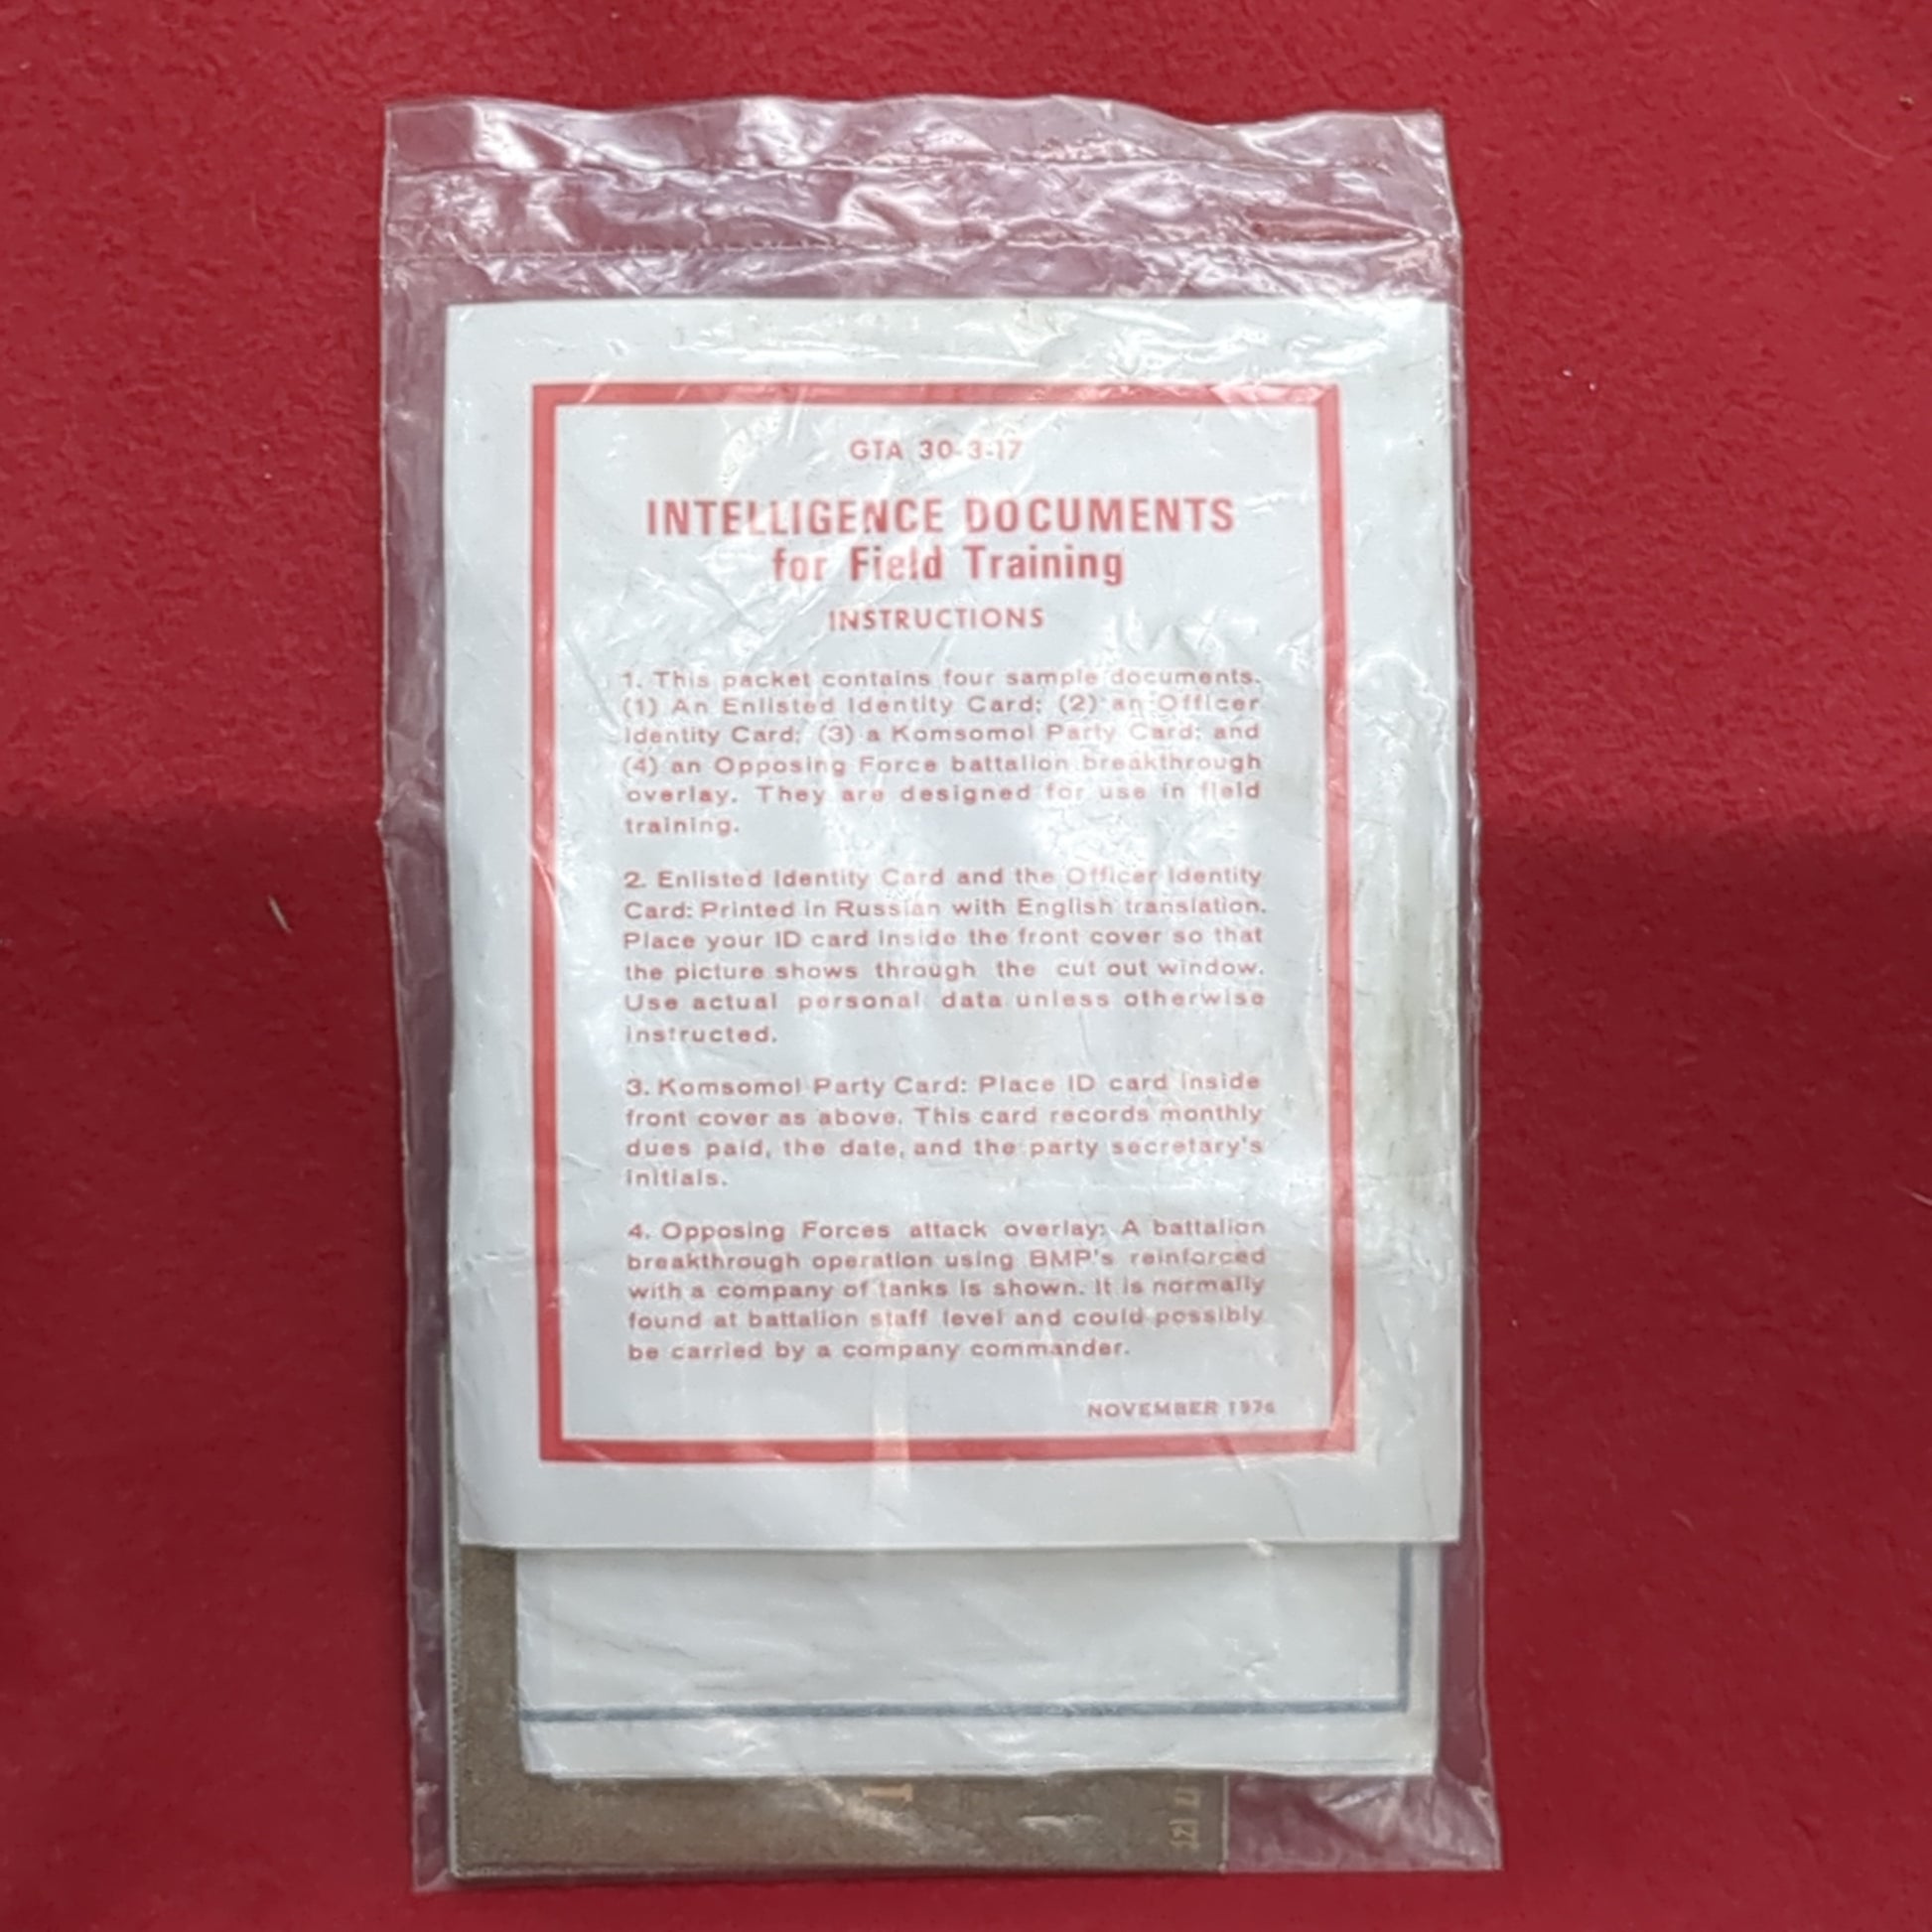 GTA 30-3-17
INTELLIGENCE DOCUMENTS
for Field Training
INSTRUCTIONS
1. This packet contains four sample documents.
(1) An Enlisted Identity Card; (2) an Officer
Identity Card; (3) a Komsomol Party Card; and
(4) an Opposing Force battalion breakthrough
overlay. They are designed for use in field
training.
2. Enlisted Identity Card and the Officer Identity
Card: Printed in Russian with English translation.
Place your ID card inside the front cover so that
the picture shows through the cut out window.
Use actual personal data unless otherwise
instructed.
3. Komsomol Party Card: Place ID card inside
front cover as above. This card records monthly
dues paid, the date, and the party secretary's
initials.
4. Opposing Forces attack overlay: A battalion
breakthrough operation using BMP's reinforced
with a company of tanks is shown. It is normally
found at battalion staff level and could possibly
be carried by a company commander.
NOVEMBER 1976